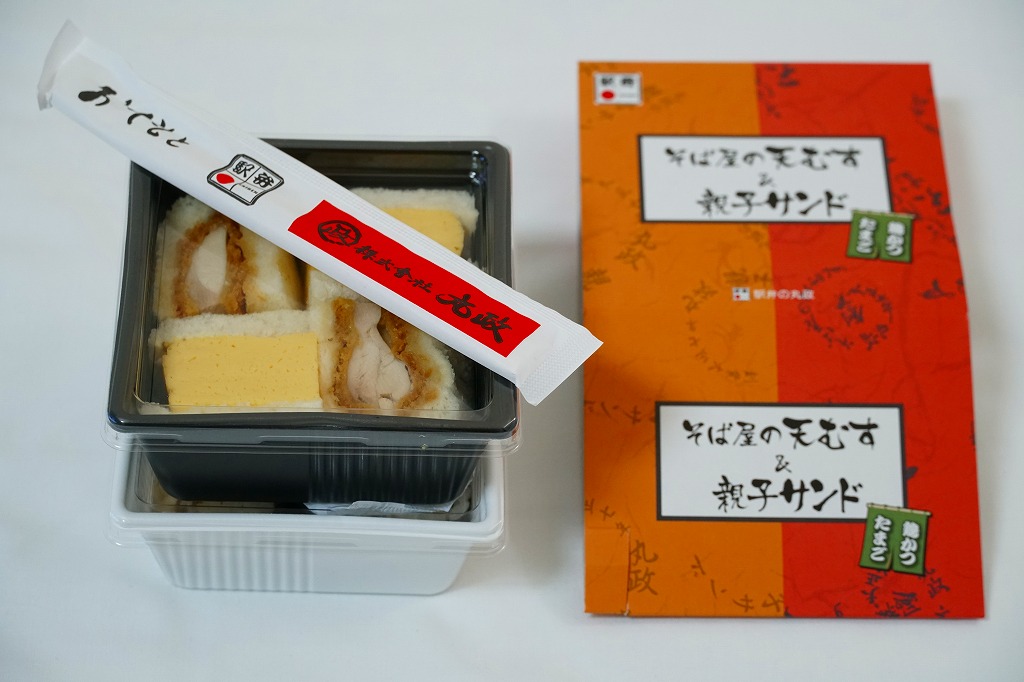 おてもと
駅弁
株式会社 丸政
駅弁
そば屋の天むす
&
親子サンド
鶏かつ
たまご
駅弁の丸政
そば屋の天むす
&
親子サンド
鶏かつ
たまご
丸政